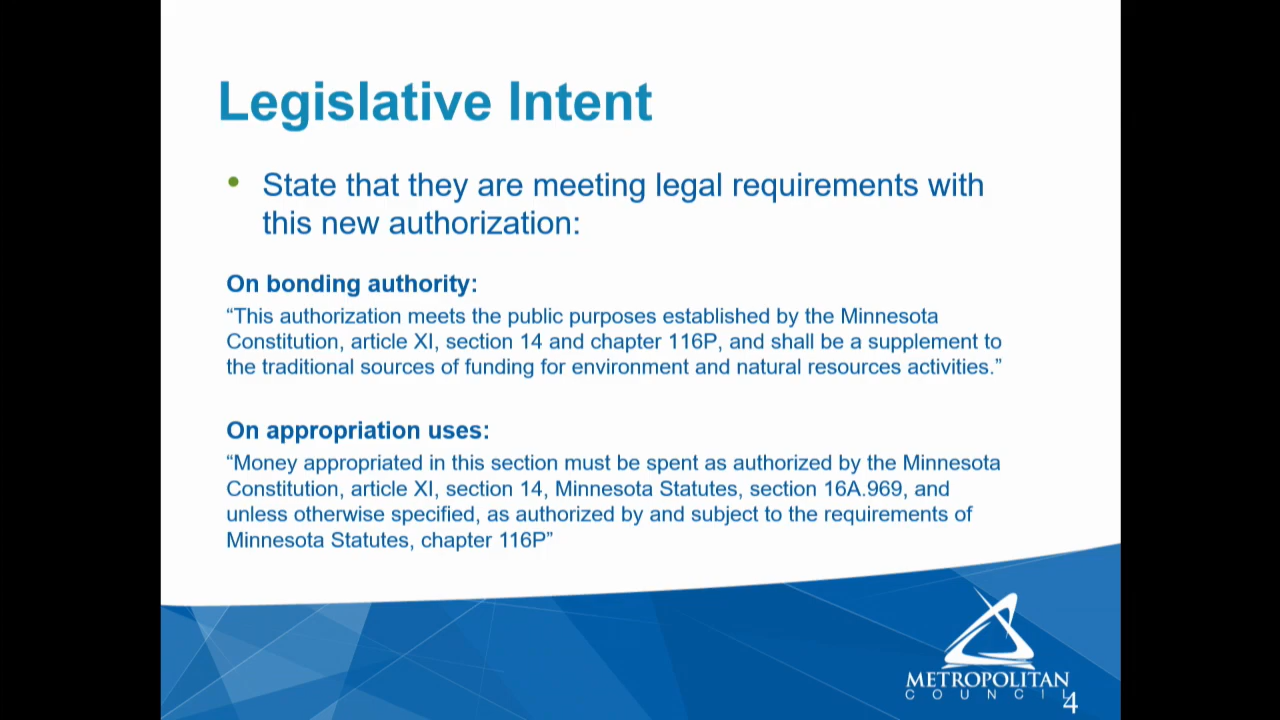 Legislative Intent
• State that they are meeting legal requirements with
this new authorization:
On bonding authority:
“This authorization meets the public purposes established by the Minnesota
Constitution, article XI, section 14 and chapter 116P, and shall be a supplement to
the traditional sources of funding for environment and natural resources activities.”
On appropriation uses:
“Money appropriated in this section must be spent as authorized by the Minnesota
Constitution, article XI, section 14, Minnesota Statutes, section 16A.969, and
unless otherwise specified, as authorized by and subject to the requirements of
Minnesota Statutes, chapter 116P”
METROPOLITAN
COUNCIL
4